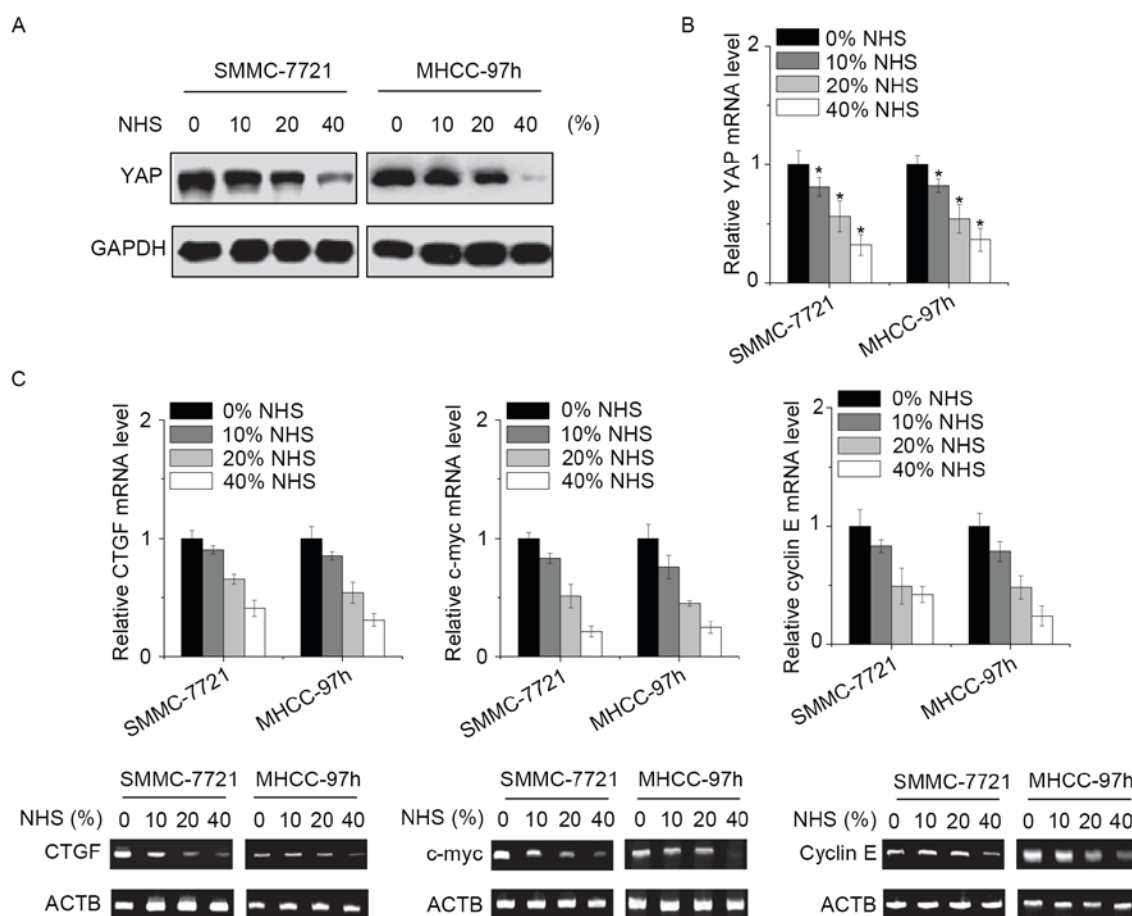 A
SMMC-7721 MHCC-97h
NHS 0 10 20 40 0 10 20 40 (%)
YAP
GAPDH
B
Relative YAP mRNA level
2
1
0
0% NHS
10% NHS
20% NHS
40% NHS
* * * * * *
SMMC-7721
MHCC-97h
C
Relative CTGF mRNA level
2
1
0
0% NHS
10% NHS
20% NHS
40% NHS
SMMC-7721
MHCC-97h
Relative c-myc mRNA level
2
1
0
0% NHS
10% NHS
20% NHS
40% NHS
SMMC-7721
MHCC-97h
Relative cyclin E mRNA level
2
1
0
0% NHS
10% NHS
20% NHS
40% NHS
SMMC-7721
MHCC-97h
SMMC-7721 MHCC-97h
NHS (%) 0 10 20 40 0 10 20 40
CTGF
ACTB
SMMC-7721 MHCC-97h
NHS (%) 0 10 20 40 0 10 20 40
c-myc
ACTB
SMMC-7721 MHCC-97h
NHS (%) 0 10 20 40 0 10 20 40
Cyclin E
ACTB